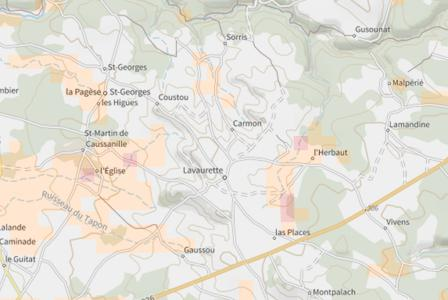 Sorris
Gusounat
St-Georges
Malpérié
la Pagèse
St-Georges
les Higues
Coustou
mbier
Carmon
Lamandine
St-Martin de
Caussanille
l'Herbaut
l'Église
Lavaurette
Ruisseau du Tapon
Lalande
Caminade
Vivens
las Places
Gaussou
le Guitat
Montpalach